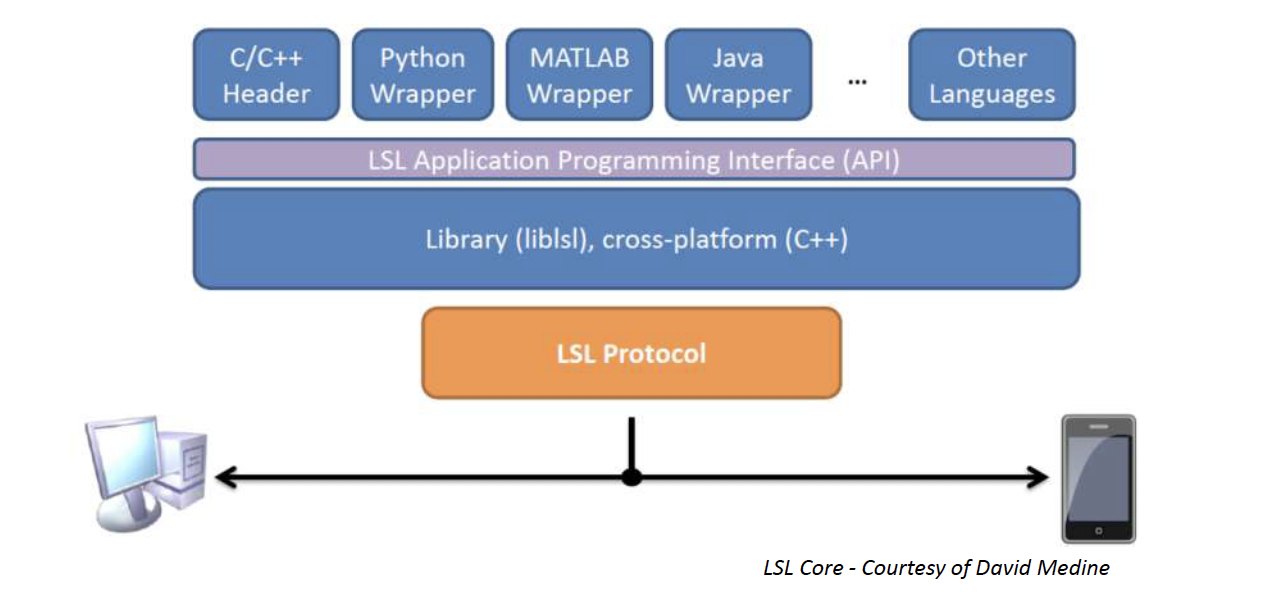 C/C++
Header
Python
Wrapper
MATLAB
Wrapper
Java
Wrapper
...
Other
Languages
LSL Application Programming Interface (API)
Library (liblsl), cross-platform (C++)
LSL Protocol
LSL Core - Courtesy of David Medine